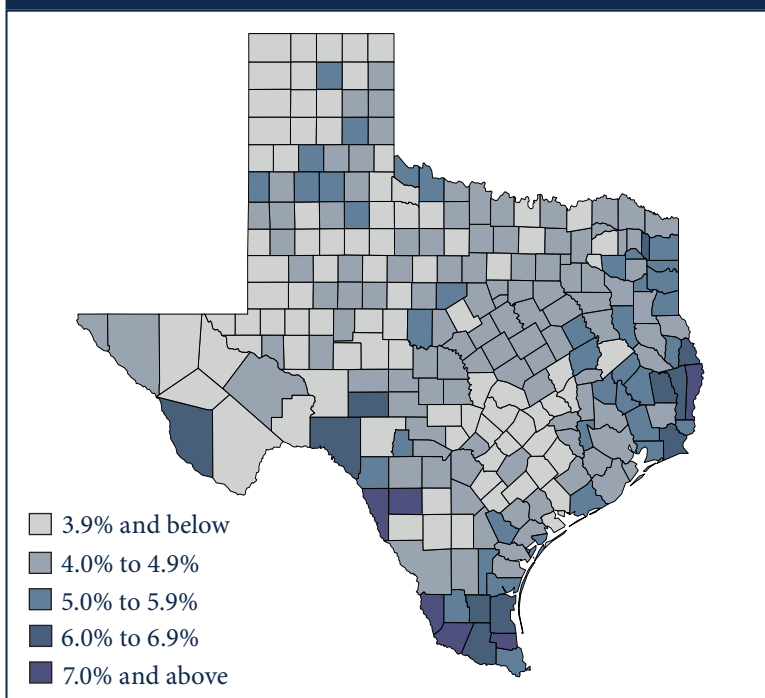 3.9% and below
4.0% to 4.9%
5.0% to 5.9%
6.0% to 6.9%
7.0% and above